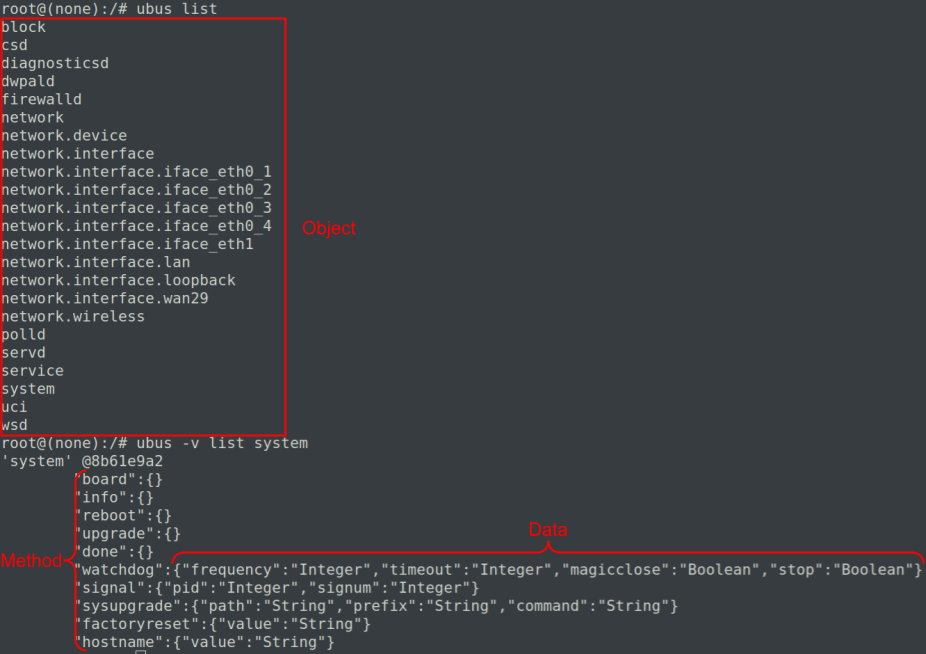 root@(none):/# ubus list
block
csd
diagnosticsd
dwpald
firewalld
network
network.device
network.interface
network.interface.iface_eth0_1
network.interface.iface_eth0_2
network.interface.iface_eth0_3
network.interface.iface_eth0_4
Object
network.interface.iface_eth1
network.interface.lan
network.interface.loopback
network.interface.wan29
network.wireless
polld
servd
service
system
uci
wsd
root@(none):/# ubus -v list system
'system' @8b61e9a2
"board":{}
"info":{}
"reboot":{}
"upgrade":{}
Data
"done":{}
Method
"watchdog":{"frequency":"Integer","timeout":"Integer","magicclose":"Boolean","stop":"Boolean"}
"signal":{"pid":"Integer","signum":"Integer"}
"sysupgrade":{"path":"String","prefix":"String","command":"String"}
"factoryreset":{"value":"String"}
"hostname":{"value":"String"}